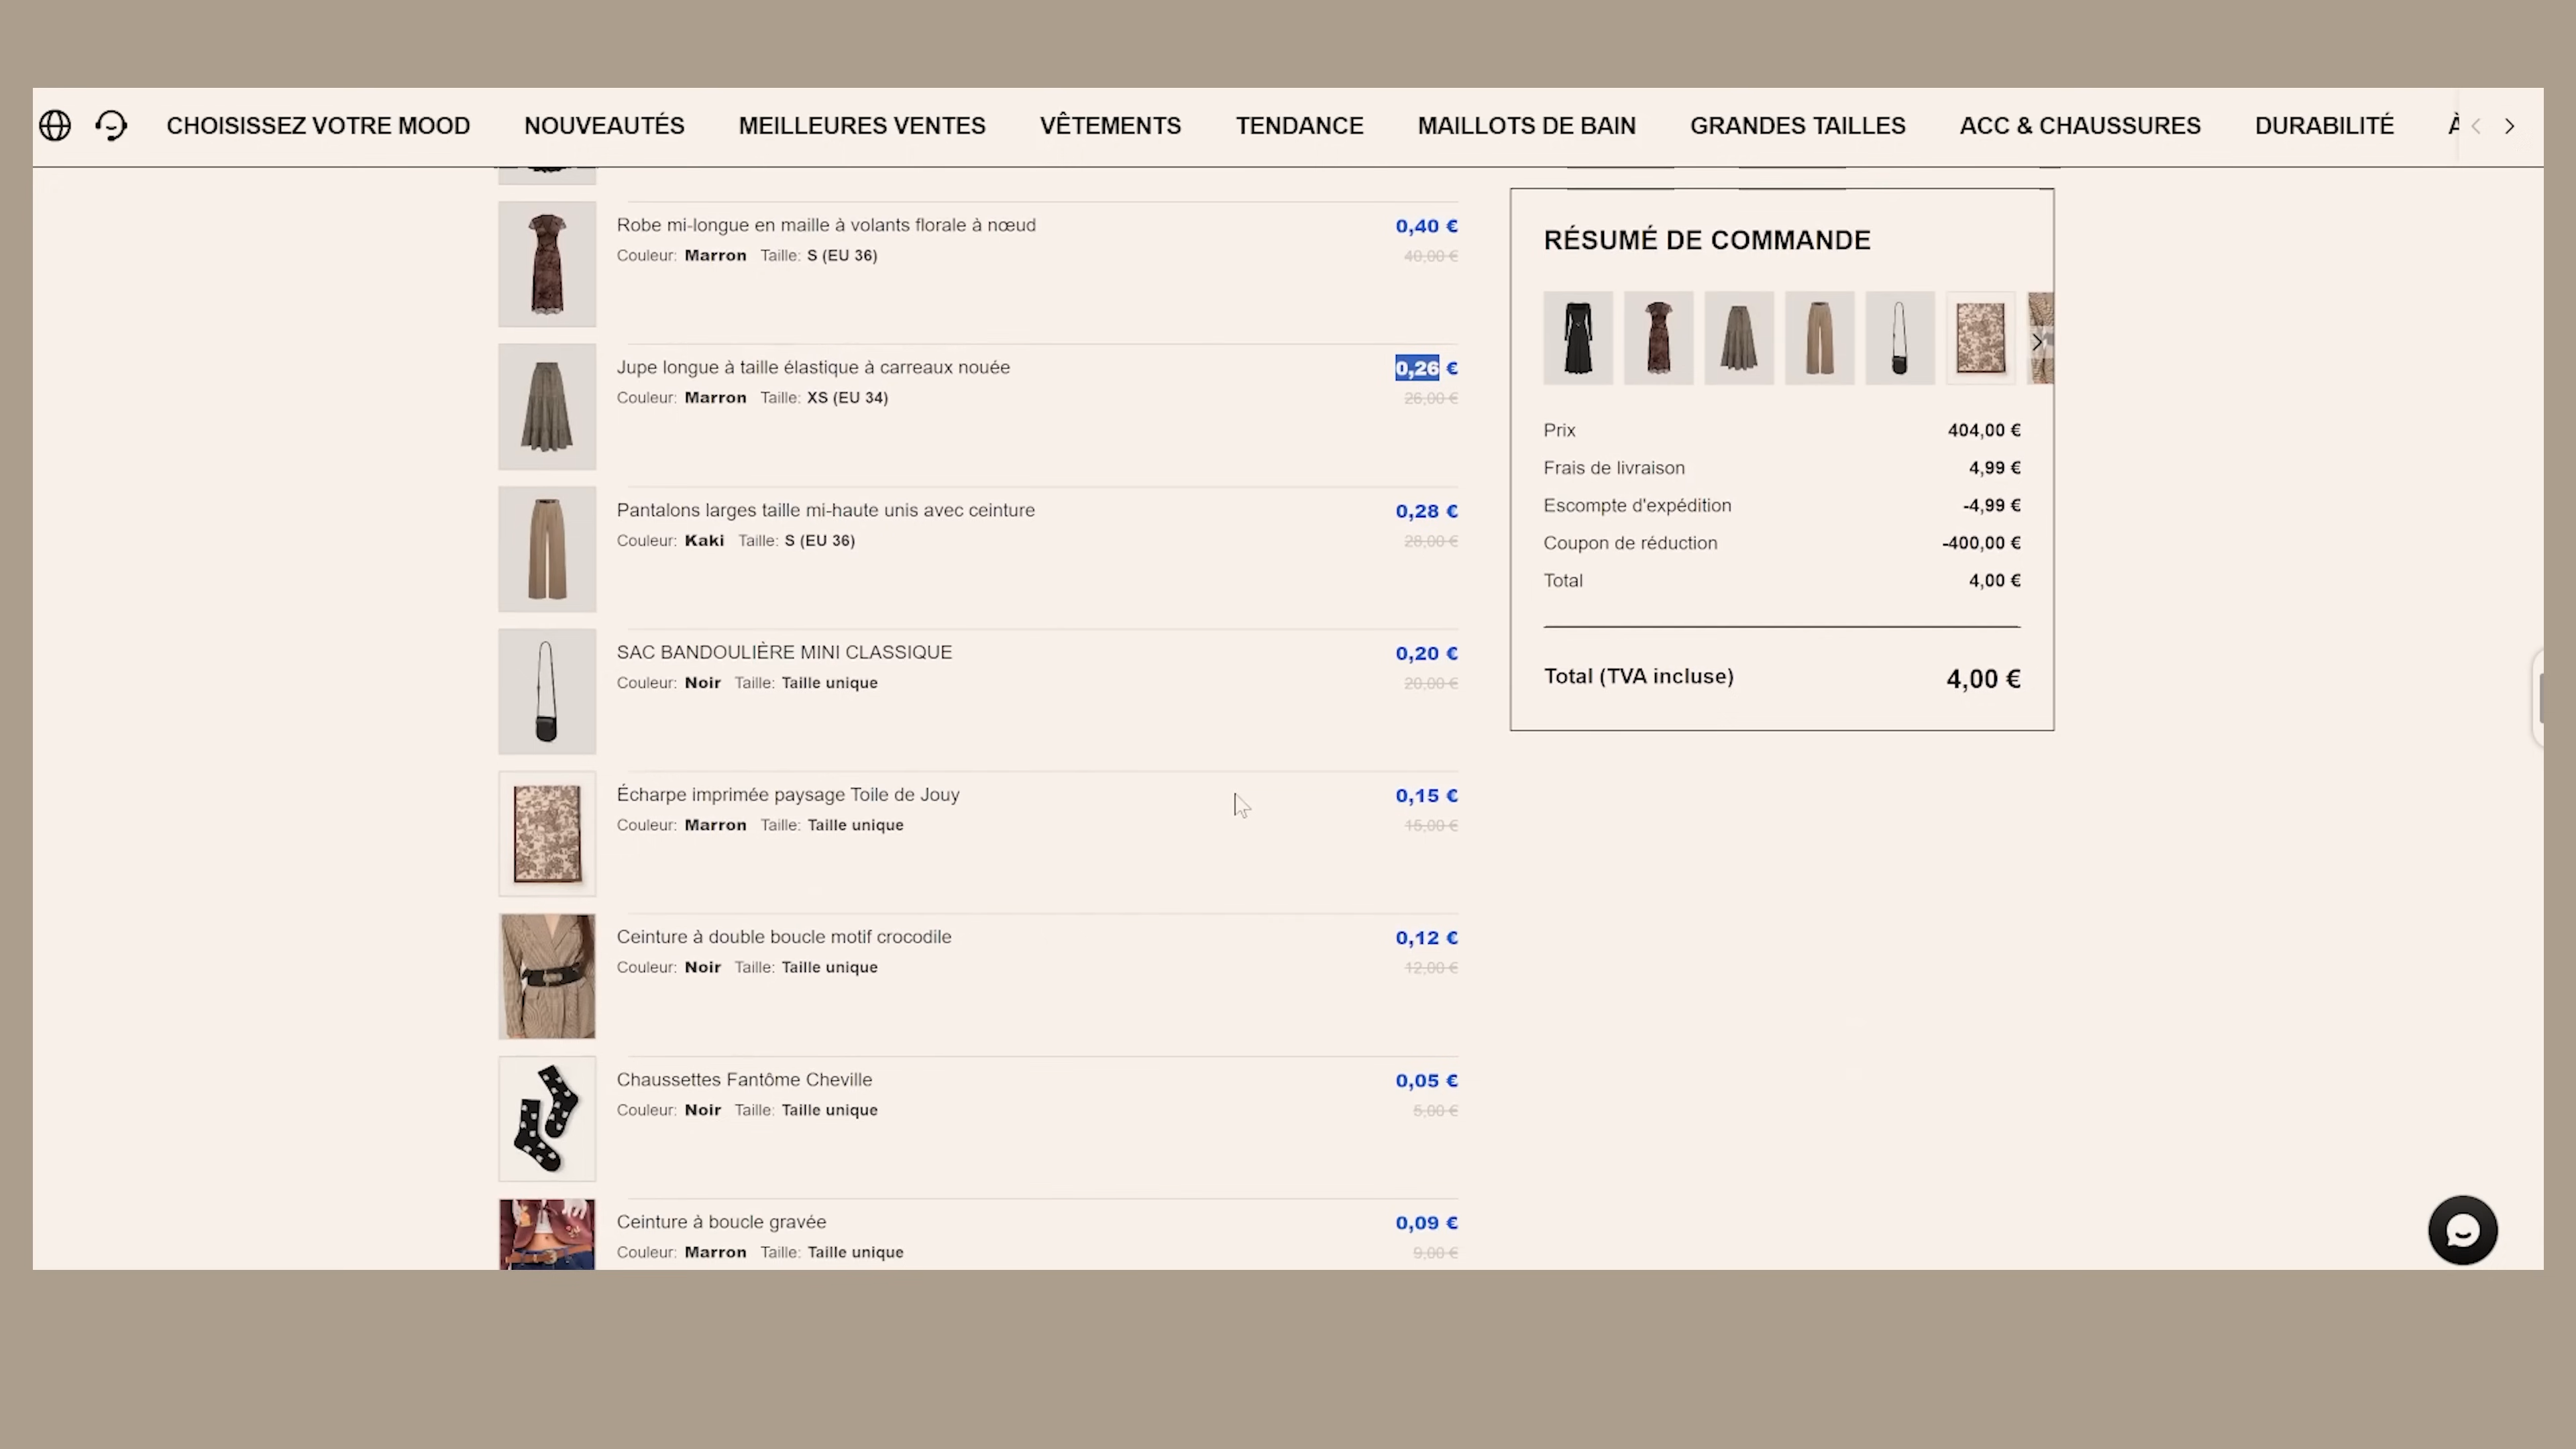 CHOISISSEZ VOTRE MOOD NOUVEAUTÉS MEILLEURES VENTES VÊTEMENTS TENDANCE MAILLOTS DE BAIN GRANDES TAILLES ACC & CHAUSSURES DURABILITÉ À
Robe mi-longue en maille à volants florale à nœud 0,40 €
Couleur: Marron Taille: S (EU 36) 40,00 €
Jupe longue à taille élastique à carreaux nouée 0,26 €
Couleur: Marron Taille: XS (EU 34) 26,00 €
Pantalons larges taille mi-haute unis avec ceinture 0,28 €
Couleur: Kaki Taille: S (EU 36) 28,00 €
SAC BANDOULIÈRE MINI CLASSIQUE 0,20 €
Couleur: Noir Taille: Taille unique 20,00 €
Écharpe imprimée paysage Toile de Jouy 0,15 €
Couleur: Marron Taille: Taille unique 15,00 €
Ceinture à double boucle motif crocodile 0,12 €
Couleur: Noir Taille: Taille unique 12,00 €
Chaussettes Fantôme Cheville 0,05 €
Couleur: Noir Taille: Taille unique 5,00 €
Ceinture à boucle gravée 0,09 €
Couleur: Marron Taille: Taille unique 9,00 €
RÉSUMÉ DE COMMANDE
Prix 404,00 €
Frais de livraison 4,99 €
Escompte d'expédition -4,99 €
Coupon de réduction -400,00 €
Total 4,00 €
Total (TVA incluse) 4,00 €